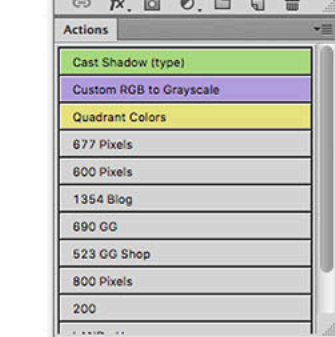 fx
Actions
Cast Shadow (type)
Custom RGB to Grayscale
Quadrant Colors
677 Pixels
600 Pixels
1354 Blog
690 GG
523 GG Shop
800 Pixels
200